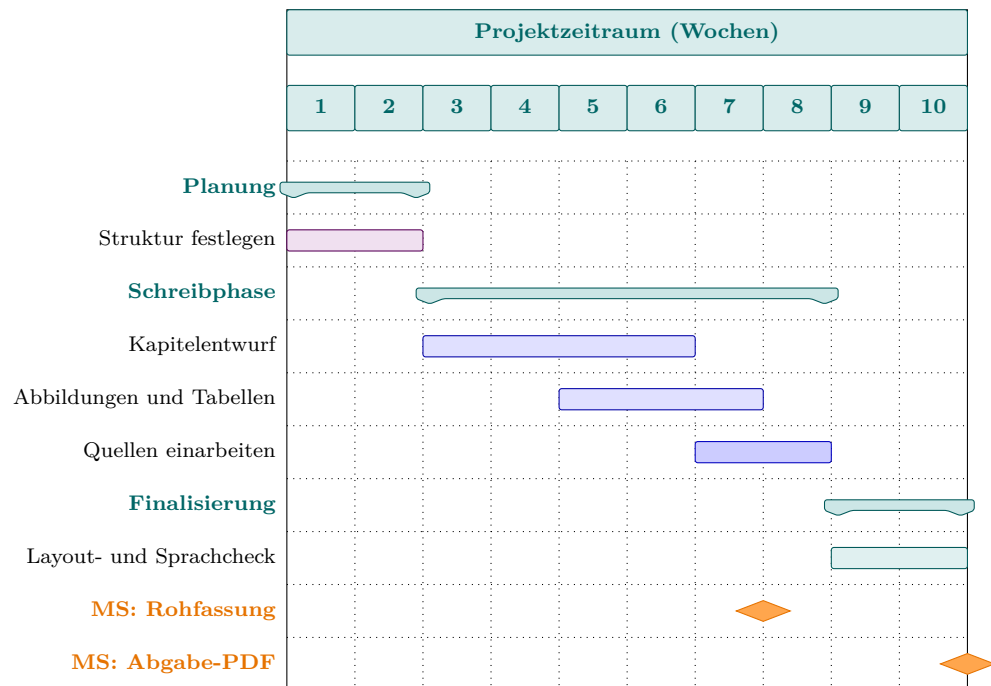 Projektzeitraum (Wochen)
1 2 3 4 5 6 7 8 9 10
Planung
Struktur festlegen
Schreibphase
Kapitelentwurf
Abbildungen und Tabellen
Quellen einarbeiten
Finalisierung
Layout- und Sprachcheck
MS: Rohfassung
MS: Abgabe-PDF